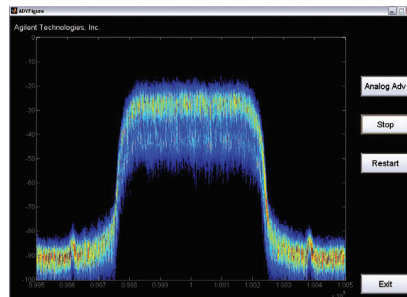 ADVFigure
Agilent Technologies, Inc.
0
-10
-20
-30
-40
-50
-60
-70
-80
-90
-100
0.995 0.996 0.997 0.998 0.999 1 1.001 1.002 1.003 1.004 1.005
Analog Adv
Stop
Restart
Exit